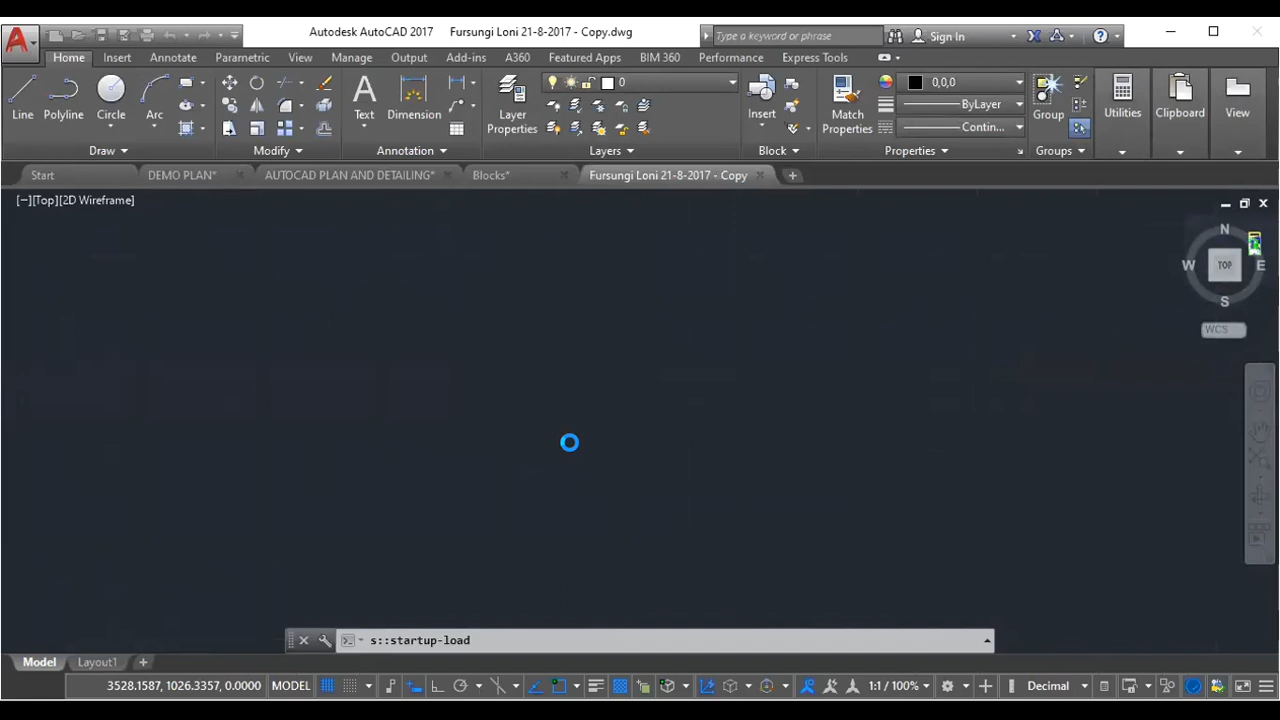 Autodesk AutoCAD 2017 Fursungi Loni 21-8-2017 - Copy.dwg Type a keyword or phrase Sign In
Home Insert Annotate Parametric View Manage Output Add-ins A360 Featured Apps BIM 360 Performance Express Tools
0 0,0,0
ByLayer
Line Polyline Circle Arc Text Dimension Layer Properties Insert Match Properties Contin... Group Utilities Clipboard View
Draw Modify Annotation Layers Block Properties Groups
Start DEMO PLAN* AUTOCAD PLAN AND DETAILING* Blocks* Fursungi Loni 21-8-2017 - Copy
[−][Top][2D Wireframe]
N
W TOP E
S
WCS
s::startup-load
Model Layout1
3528.1587, 1026.3357, 0.0000 MODEL 1:1 / 100% Decimal